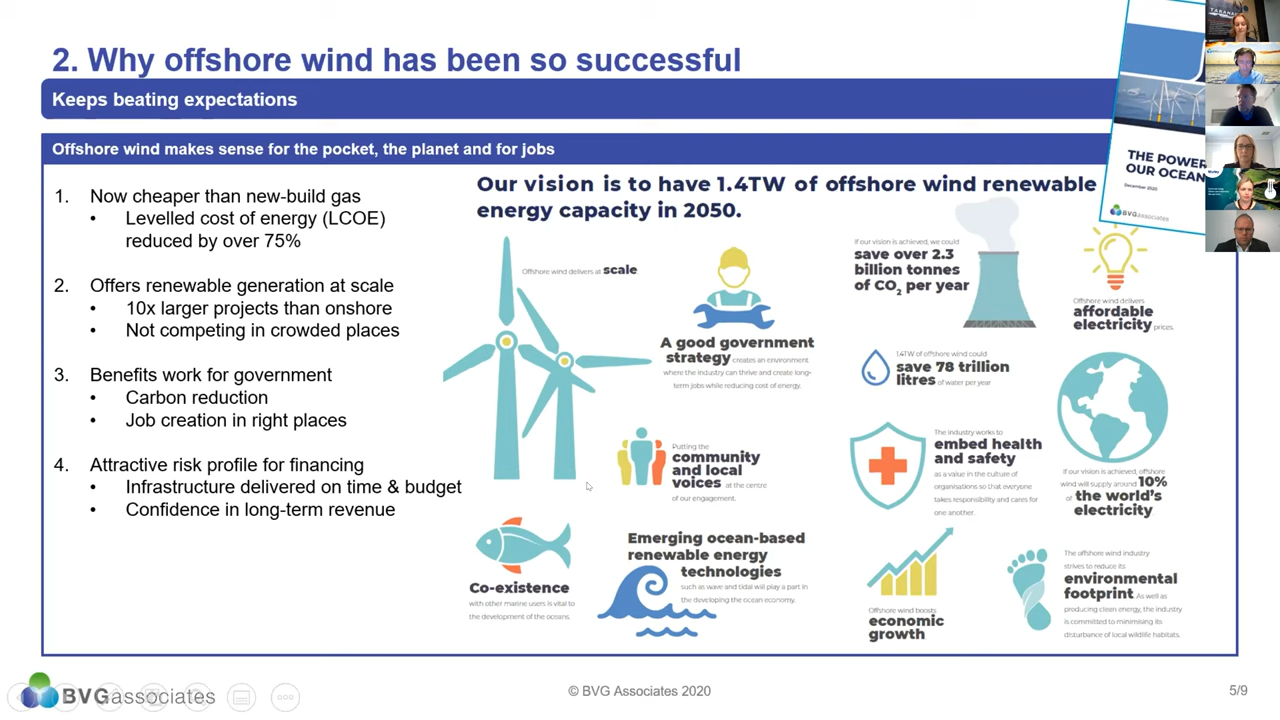 2. Why offshore wind has been so successful
Keeps beating expectations
Offshore wind makes sense for the pocket, the planet and for jobs
1. Now cheaper than new-build gas
• Levelled cost of energy (LCOE)
reduced by over 75%
2. Offers renewable generation at scale
• 10x larger projects than onshore
• Not competing in crowded places
3. Benefits work for government
• Carbon reduction
• Job creation in right places
4. Attractive risk profile for financing
• Infrastructure delivered on time & budget
• Confidence in long-term revenue
Our vision is to have 1.4TW of offshore wind renewable
energy capacity in 2050.
Offshore wind delivers at scale.
A good government
strategy creates an environment
where the industry can thrive and create long-
term jobs while reducing cost of energy.
Putting the
community
and local
voices at the centre
of our engagement.
Co-existence
with other marine users is vital to
the development of the oceans.
Emerging ocean-based
renewable energy
technologies
such as wave and tidal will play a part in
the developing the ocean economy.
If our vision is achieved, we could
save over 2.3
billion tonnes
of CO2 per year
1.4TW of offshore wind could
save 78 trillion
litres of water per year
The industry works to
embed health
and safety
as a value in the culture of
organisations so that everyone
takes responsibility and cares for
one another.
Offshore wind boosts
economic
growth
Offshore wind delivers
affordable
electricity prices.
If our vision is achieved, offshore
wind will supply around 10%
of the world's
electricity
The offshore wind industry
strives to reduce its
environmental
footprint. As well as
producing clean energy, the industry
is committed to minimising its
disturbance of local wildlife habitats.
THE POWER
OUR OCEAN
December 2020
BVGassociates
TARANAKI
BVGassociates
© BVG Associates 2020
5/9